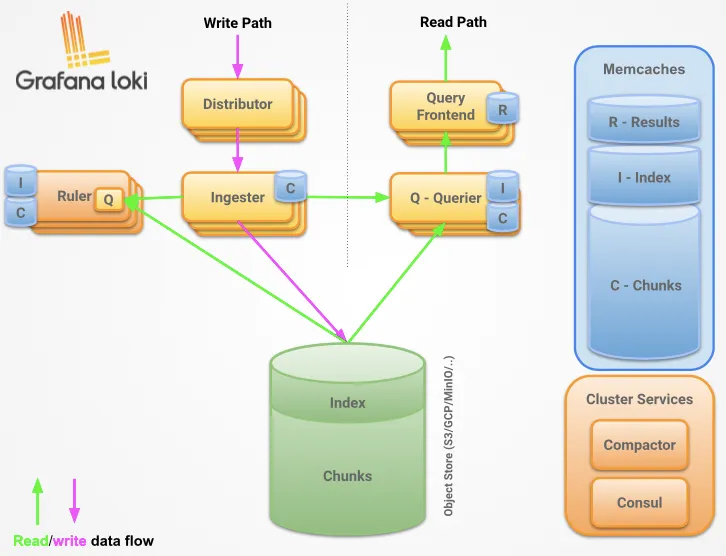 Grafana loki
Write Path
Read Path
Distributor
Query
Frontend
R
I
C
Ruler
Q
Ingester
C
Q - Querier
I
C
Index
Chunks
Object Store (S3/GCP/MinIO/..)
Memcaches
R - Results
I - Index
C - Chunks
Cluster Services
Compactor
Consul
Read/write data flow